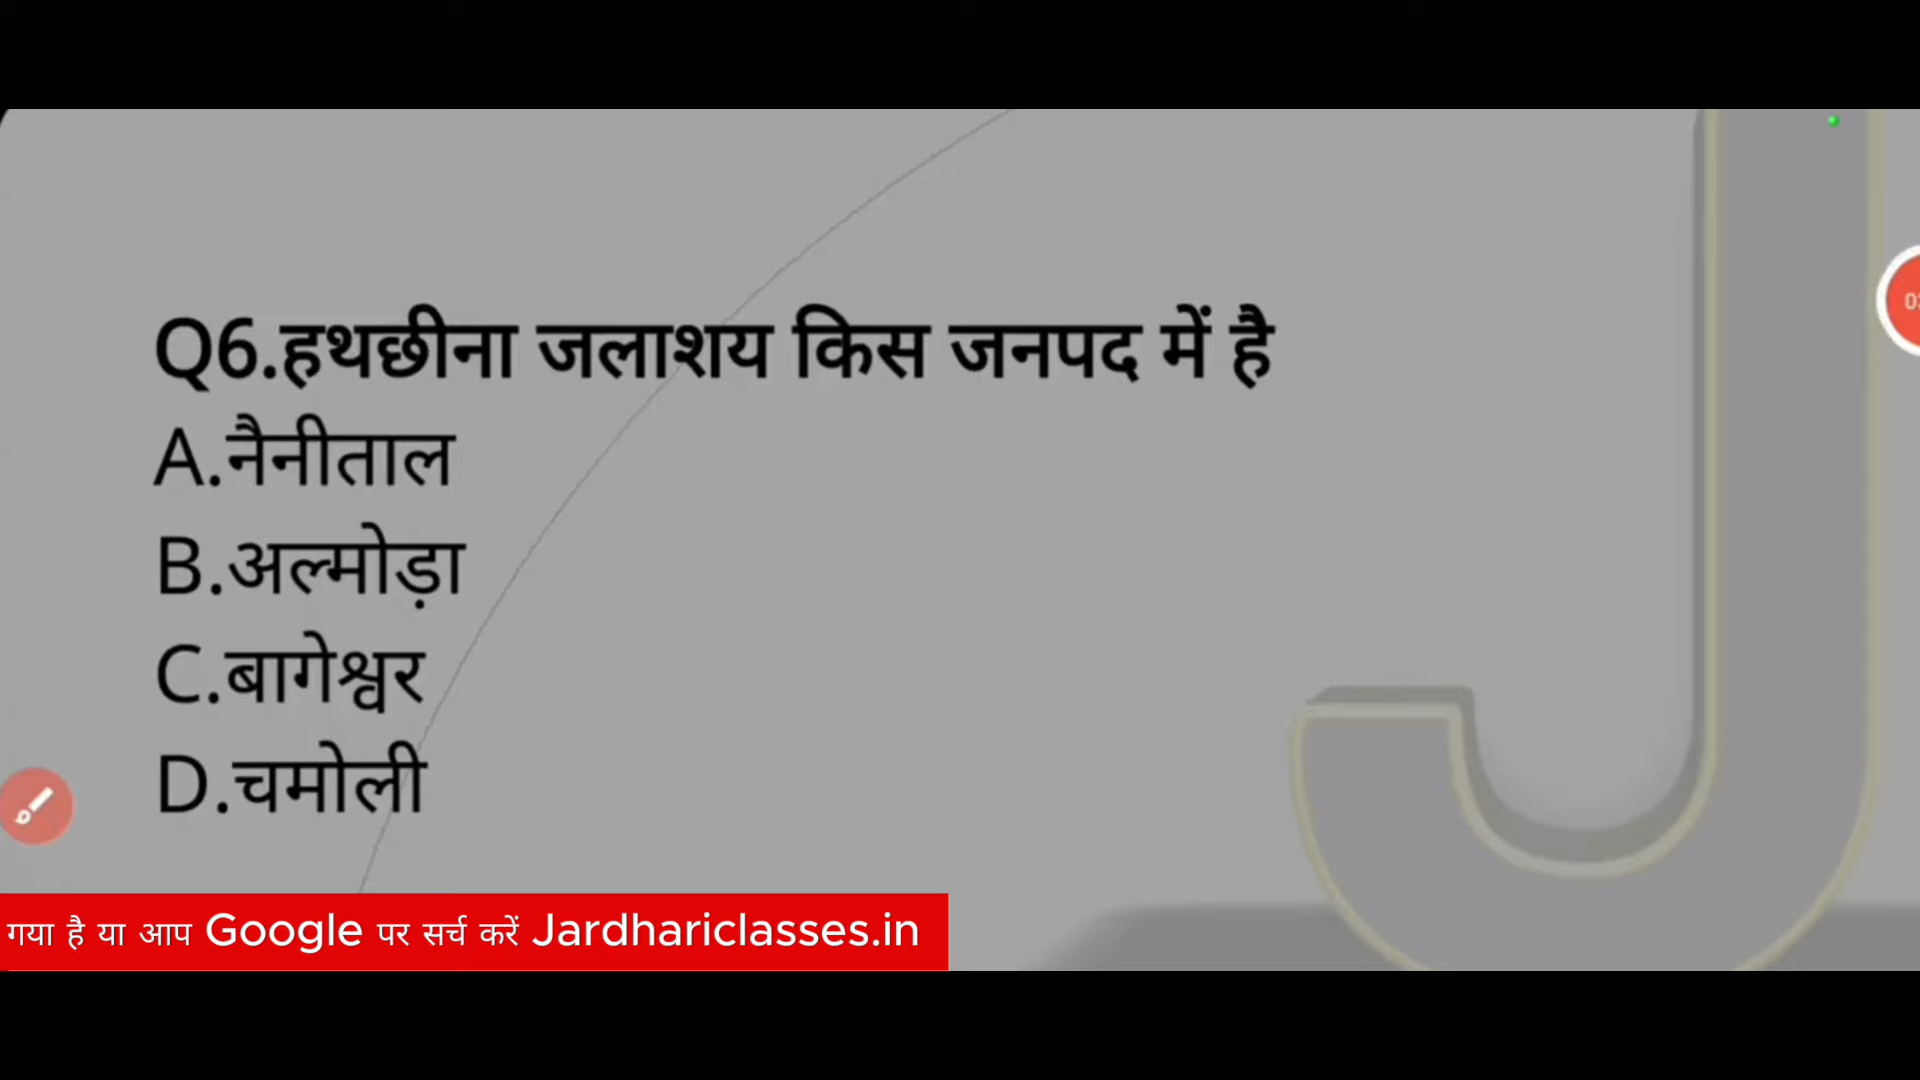 Q6.हथछीना जलाशय किस जनपद में है
A.नैनीताल
B.अल्मोड़ा
C.बागेश्वर
D.चमोली
गया है या आप Google पर सर्च करें Jardhariclasses.in